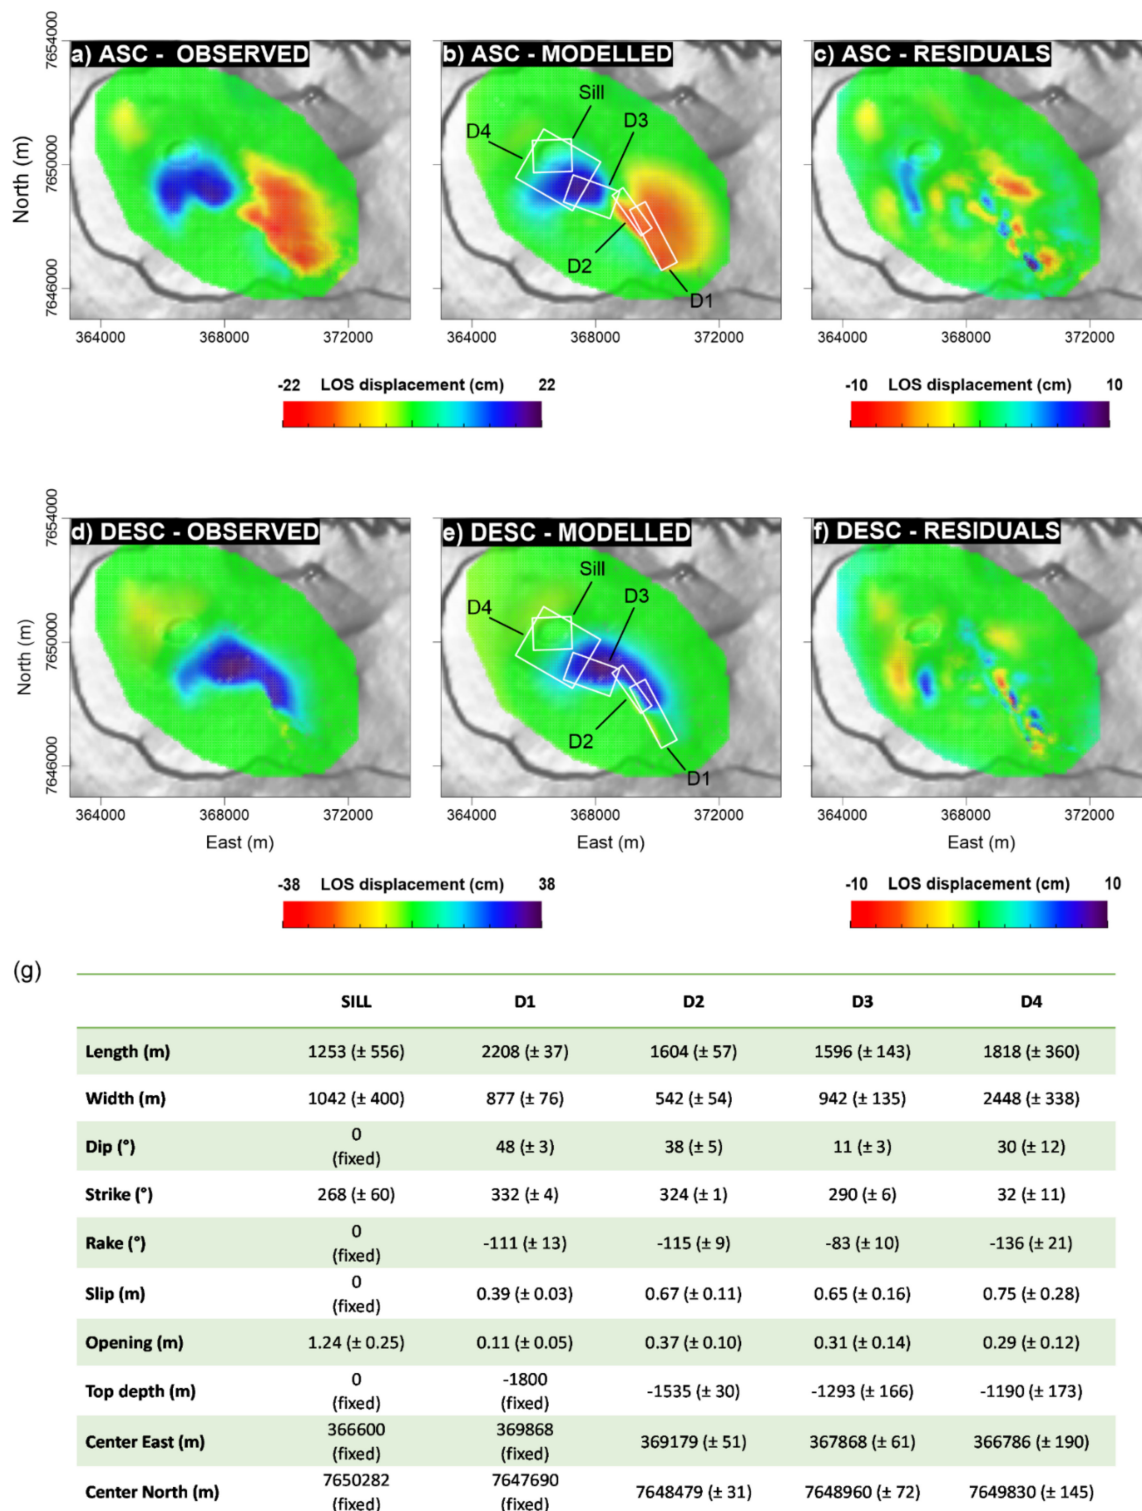 a) ASC - OBSERVED
b) ASC - MODELLED
c) ASC - RESIDUALS
7654000
7650000
7646000
North (m)
Sill
D4
D3
D2
D1
364000 368000 372000
364000 368000 372000
364000 368000 372000
-22 LOS displacement (cm) 22
-10 LOS displacement (cm) 10
d) DESC - OBSERVED
e) DESC - MODELLED
f) DESC - RESIDUALS
7654000
7650000
7646000
North (m)
Sill
D4
D3
D2
D1
364000 368000 372000
364000 368000 372000
364000 368000 372000
East (m)
East (m)
East (m)
-38 LOS displacement (cm) 38
-10 LOS displacement (cm) 10
(g)
SILL D1 D2 D3 D4
Length (m) 1253 (± 556) 2208 (± 37) 1604 (± 57) 1596 (± 143) 1818 (± 360)
Width (m) 1042 (± 400) 877 (± 76) 542 (± 54) 942 (± 135) 2448 (± 338)
Dip (°) 0 (fixed) 48 (± 3) 38 (± 5) 11 (± 3) 30 (± 12)
Strike (°) 268 (± 60) 332 (± 4) 324 (± 1) 290 (± 6) 32 (± 11)
Rake (°) 0 (fixed) -111 (± 13) -115 (± 9) -83 (± 10) -136 (± 21)
Slip (m) 0 (fixed) 0.39 (± 0.03) 0.67 (± 0.11) 0.65 (± 0.16) 0.75 (± 0.28)
Opening (m) 1.24 (± 0.25) 0.11 (± 0.05) 0.37 (± 0.10) 0.31 (± 0.14) 0.29 (± 0.12)
Top depth (m) 0 (fixed) -1800 (fixed) -1535 (± 30) -1293 (± 166) -1190 (± 173)
Center East (m) 366600 (fixed) 369868 (fixed) 369179 (± 51) 367868 (± 61) 366786 (± 190)
Center North (m) 7650282 (fixed) 7647690 (fixed) 7648479 (± 31) 7648960 (± 72) 7649830 (± 145)